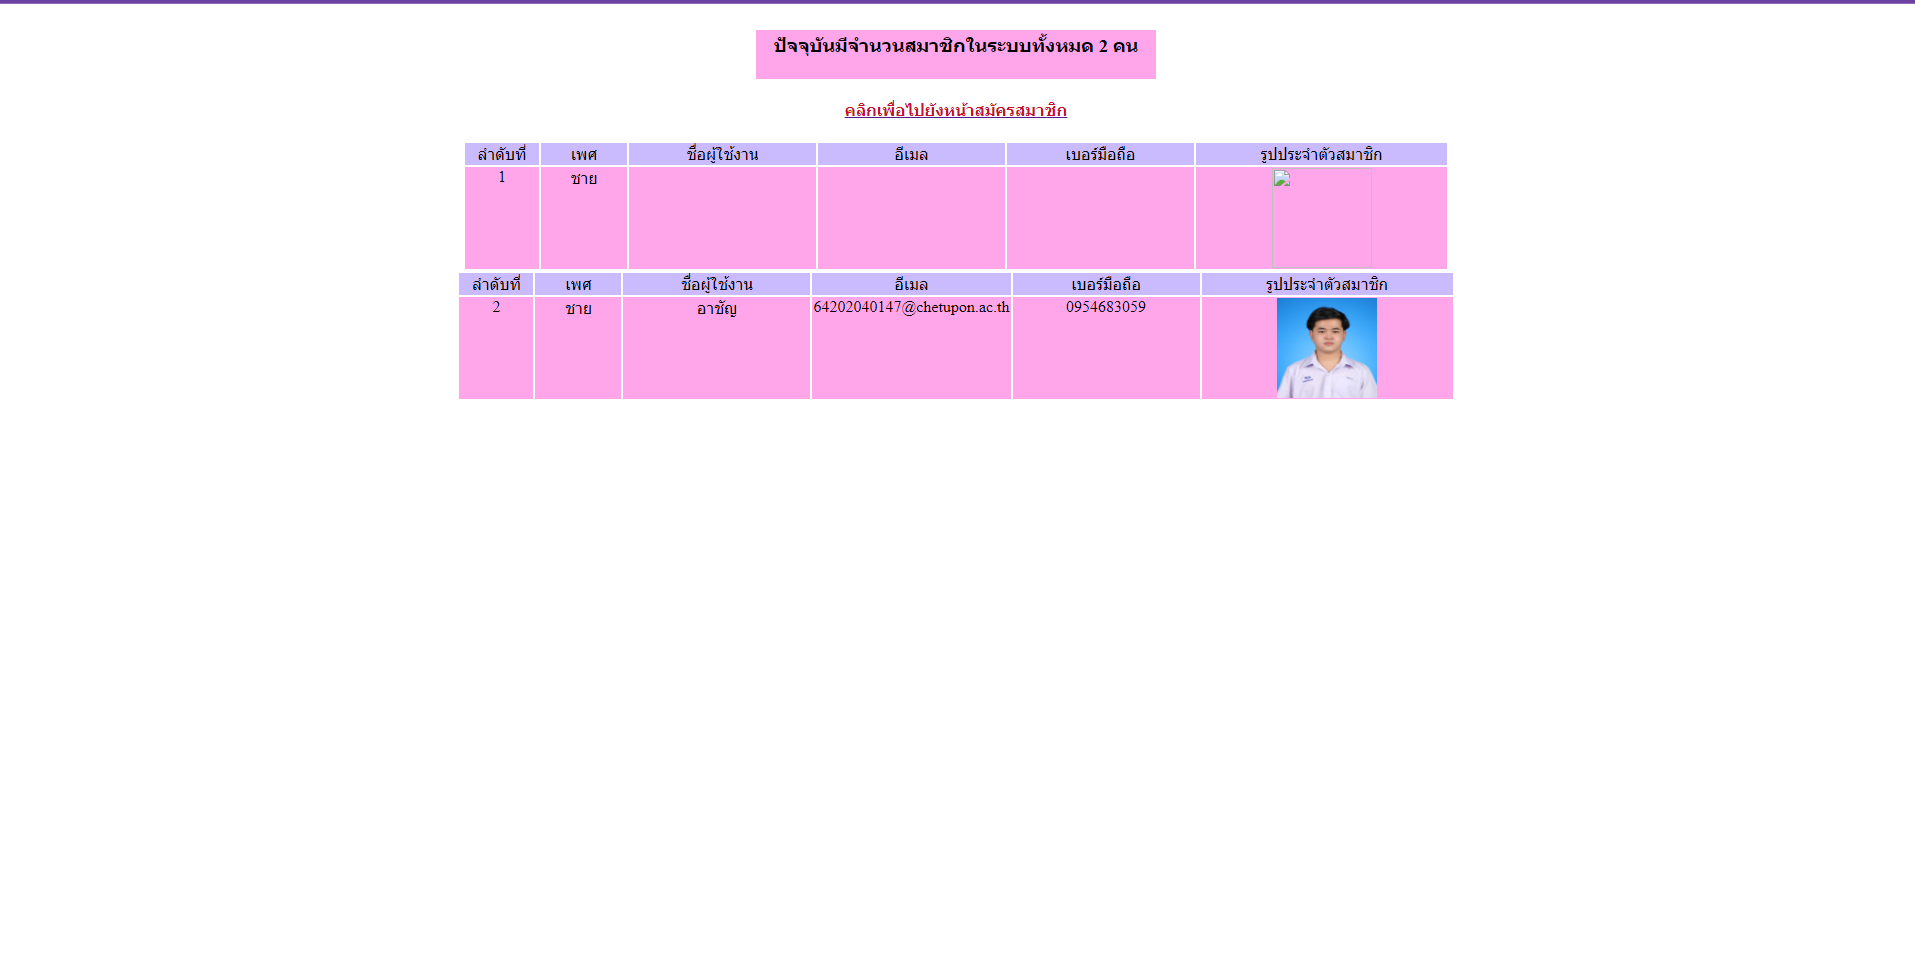 ปัจจุบันมีจำนวนสมาชิกในระบบทั้งหมด 2 คน
คลิกเพื่อไปยังหน้าสมัครสมาชิก
ลำดับที่ เพศ ชื่อผู้ใช้งาน อีเมล เบอร์มือถือ รูปประจำตัวสมาชิก
1 ชาย
ลำดับที่ เพศ ชื่อผู้ใช้งาน อีเมล เบอร์มือถือ รูปประจำตัวสมาชิก
2 ชาย อาชัญ 64202040147@chetupon.ac.th 0954683059